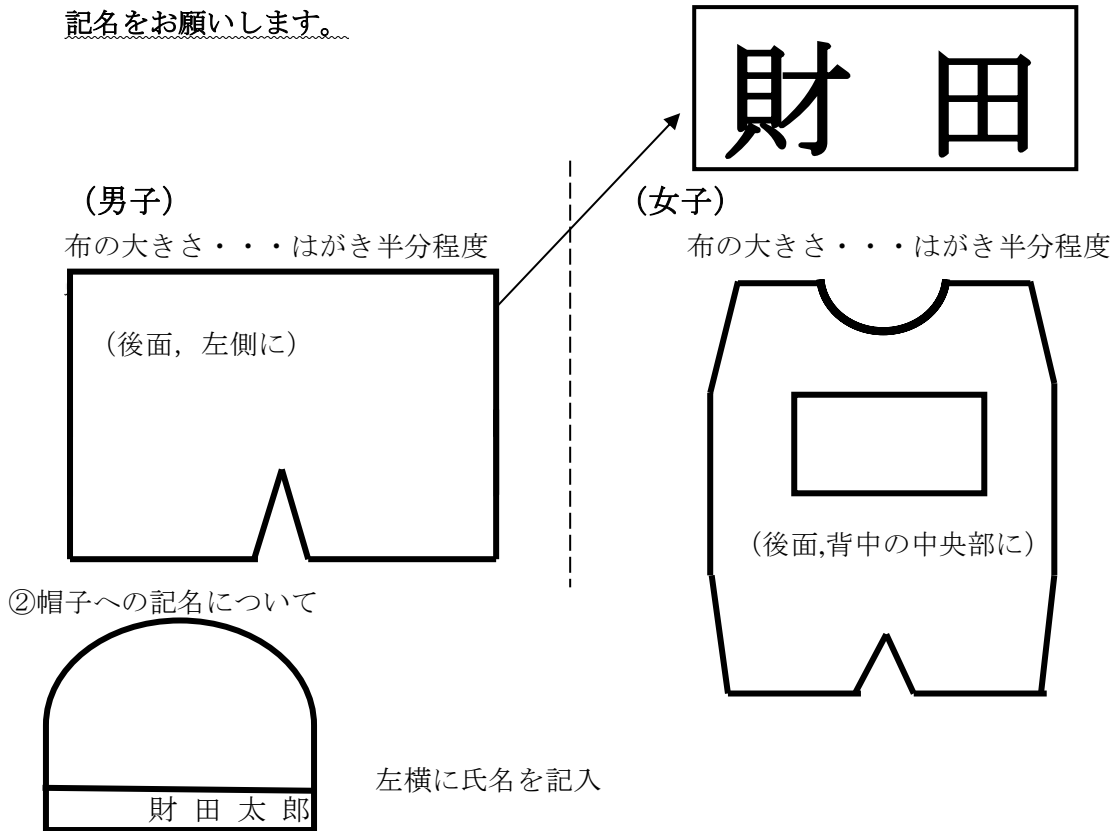 記名をお願いします。
財 田
(男子)
布の大きさ・・・はがき半分程度
(後面，左側に)
(女子)
布の大きさ・・・はがき半分程度
(後面,背中の中央部に)
②帽子への記名について
財 田 太 郎
左横に氏名を記入